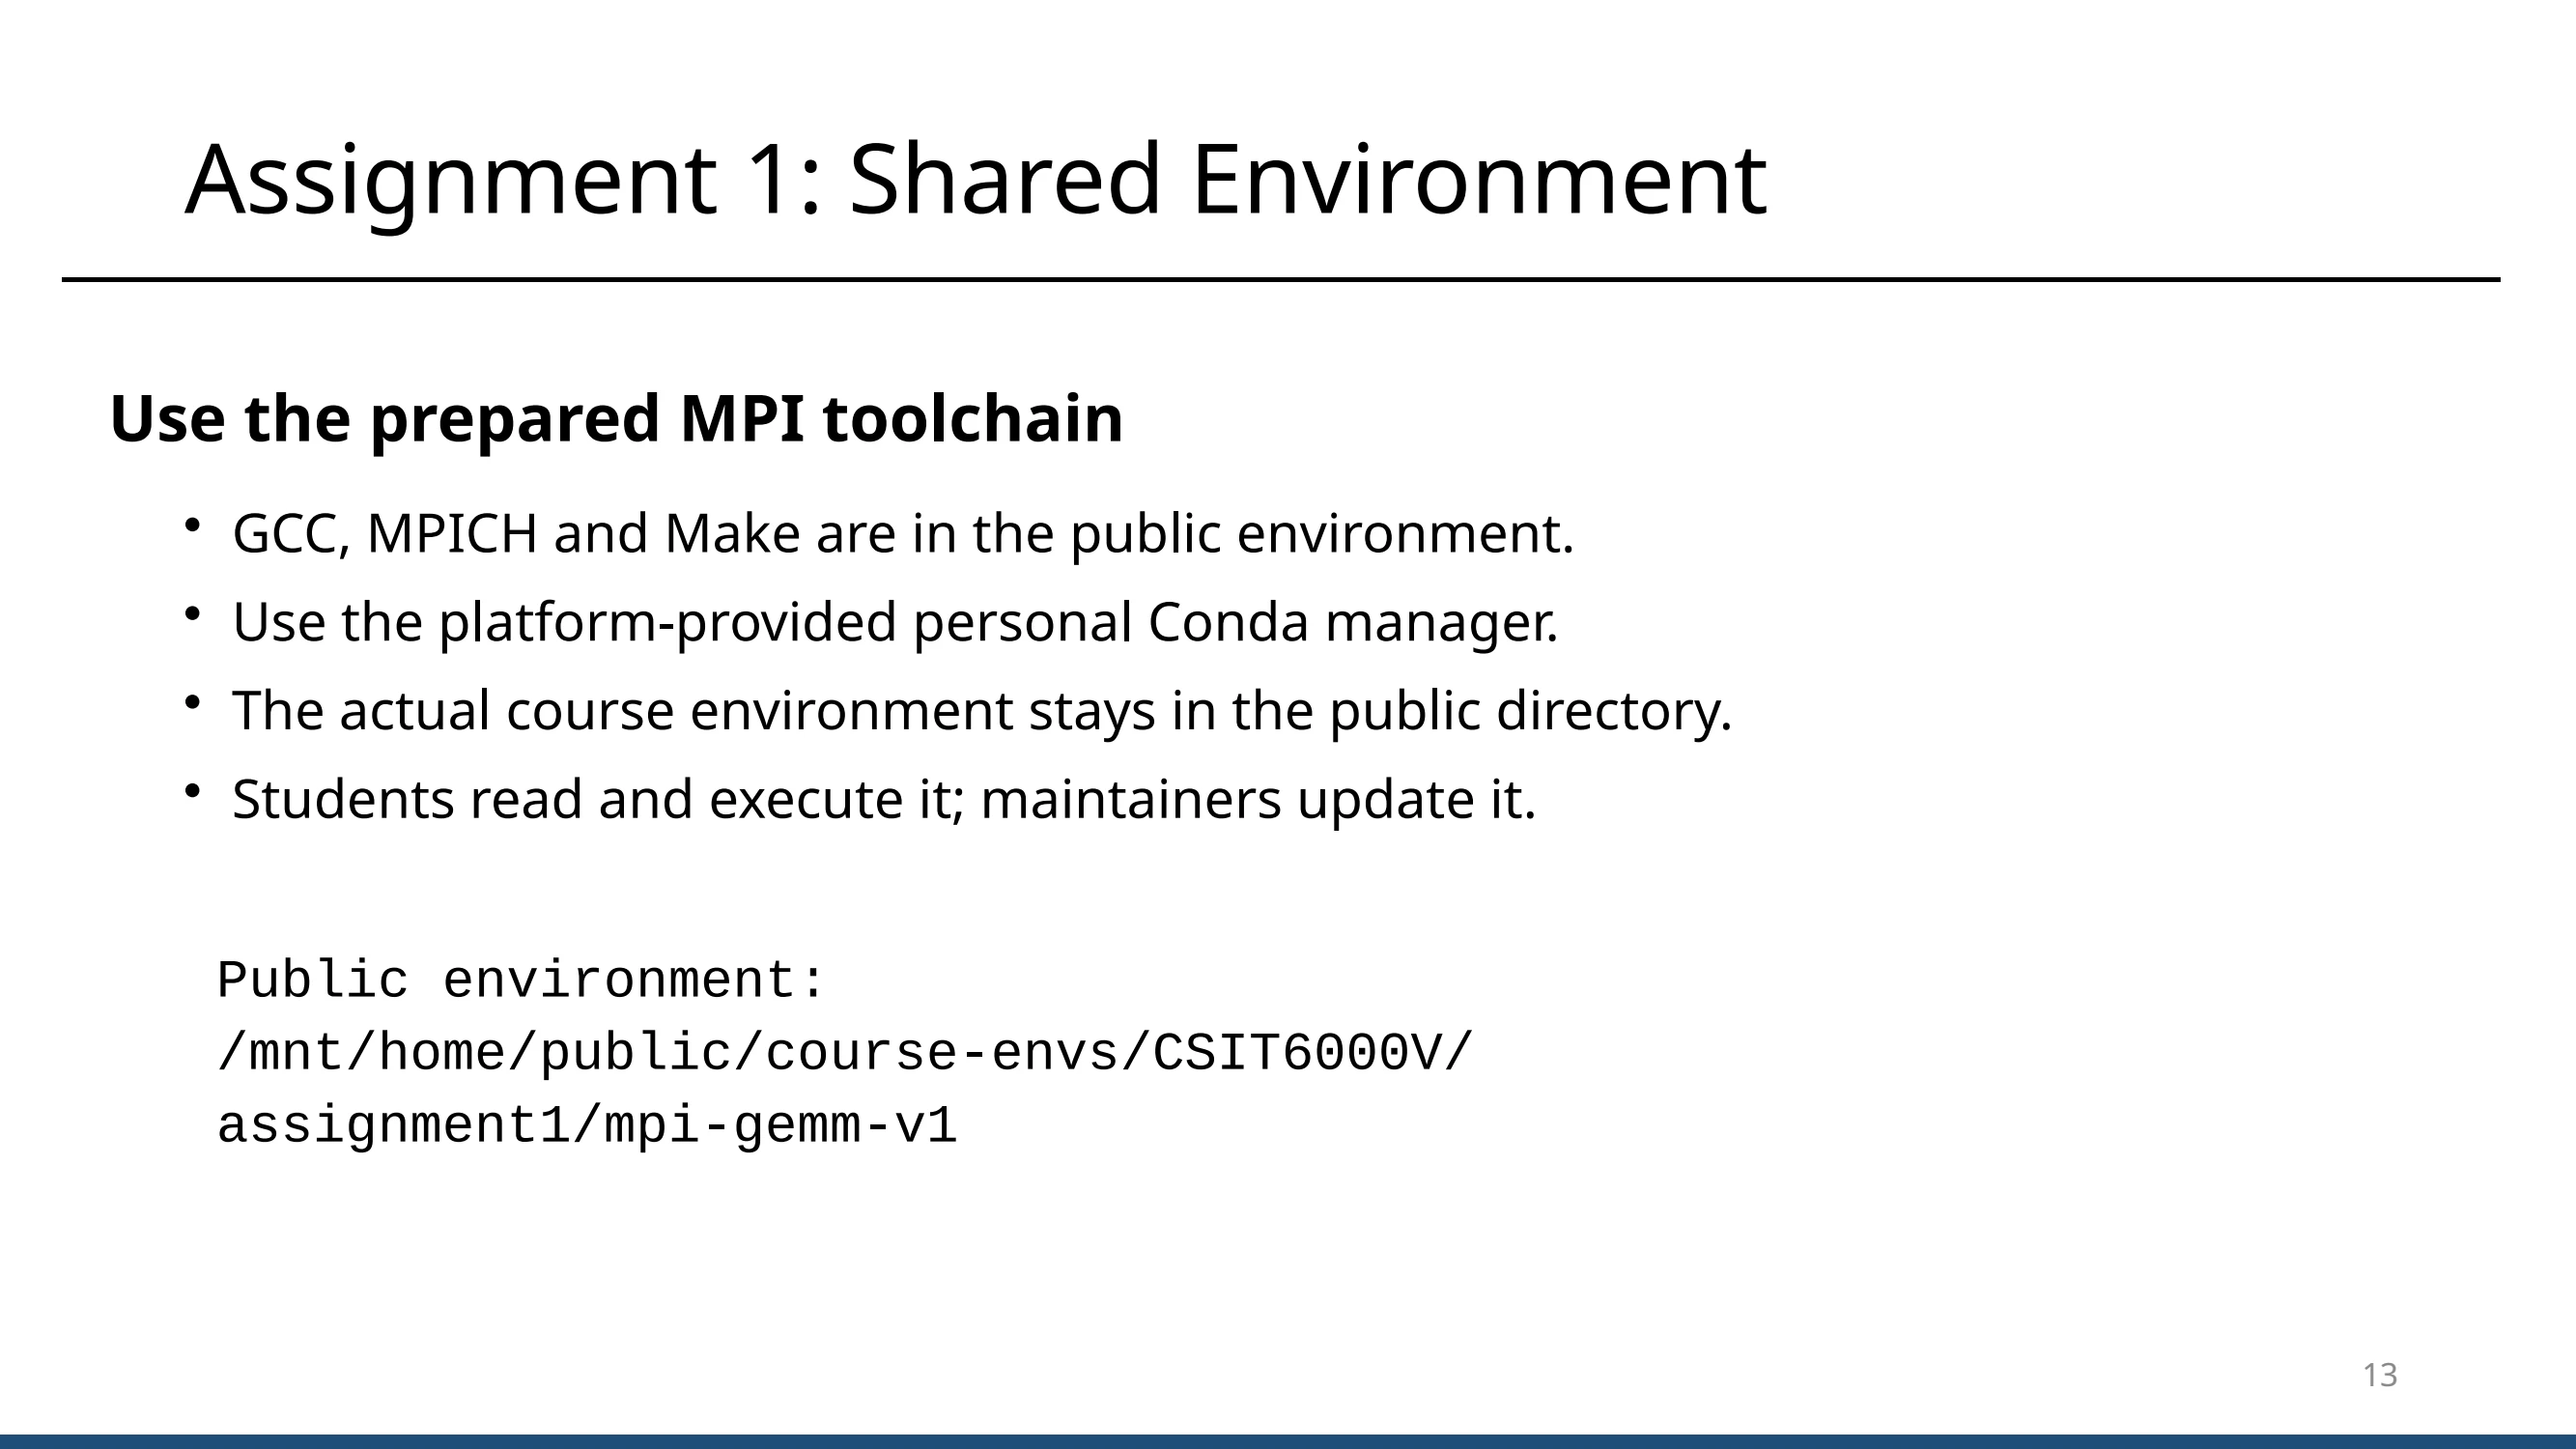 Assignment 1: Shared Environment
Use the prepared MPI toolchain
• GCC, MPICH and Make are in the public environment.
• Use the platform-provided personal Conda manager.
• The actual course environment stays in the public directory.
• Students read and execute it; maintainers update it.
Public environment:
/mnt/home/public/course-envs/CSIT6000V/
assignment1/mpi-gemm-v1
13